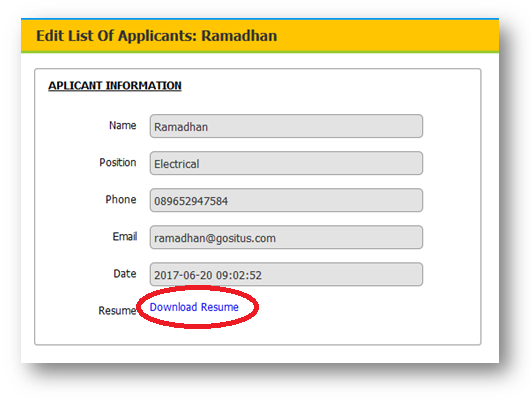 Edit List Of Applicants: Ramadhan
APLICANT INFORMATION
Name Ramadhan
Position Electrical
Phone 089652947584
Email ramadhan@gositus.com
Date 2017-06-20 09:02:52
Resume Download Resume